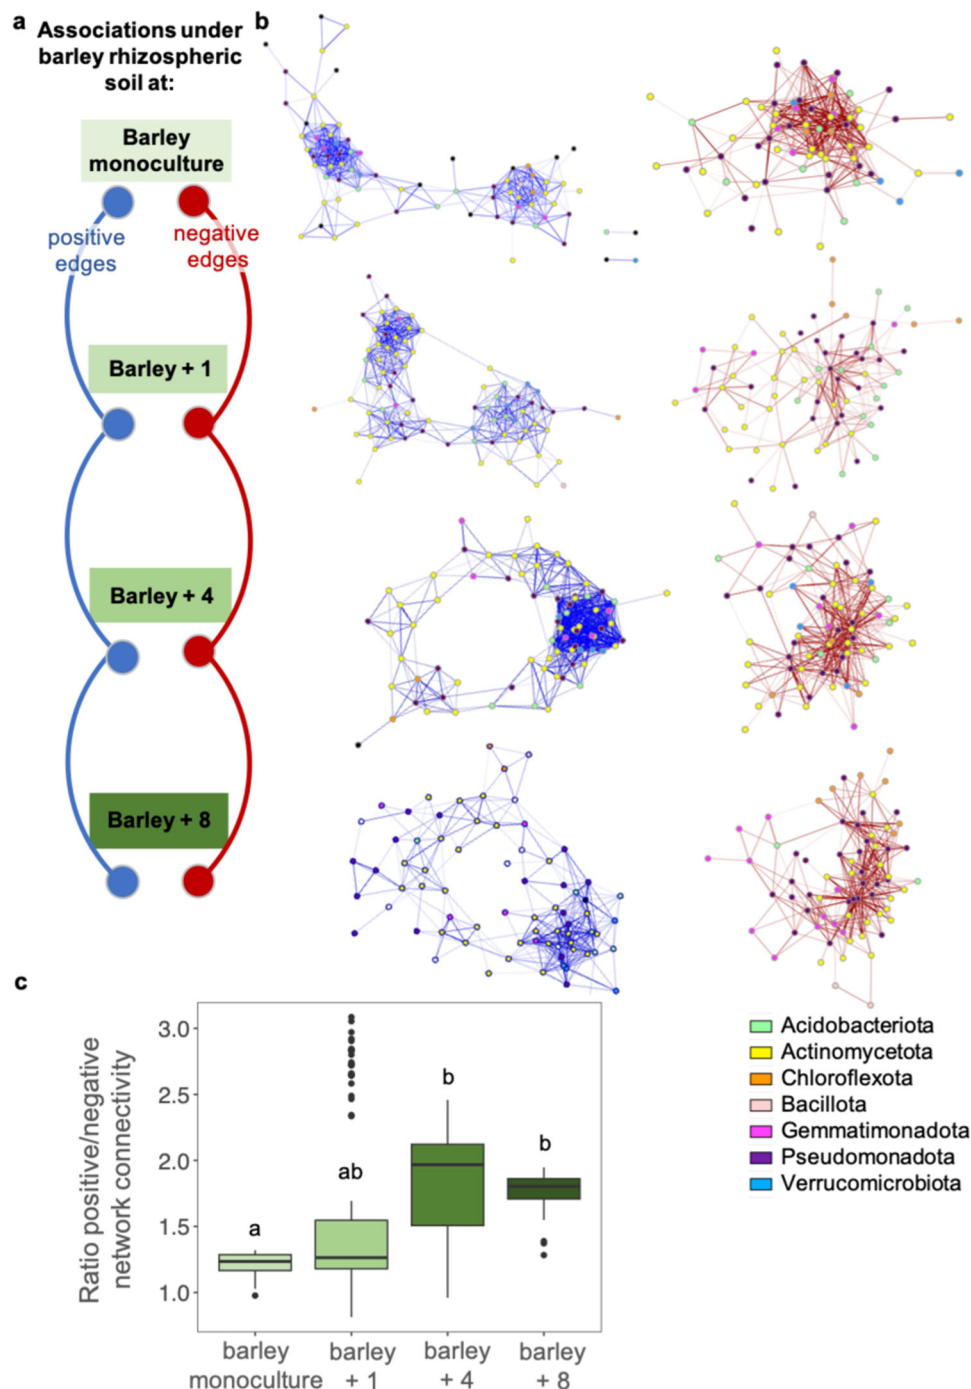 a
Associations under
barley rhizospheric
soil at:
Barley
monoculture
positive
edges
negative
edges
Barley + 1
Barley + 4
Barley + 8
b
c
Ratio positive/negative
network connectivity
3.0
2.5
2.0
1.5
1.0
a
ab
b
b
barley
monoculture
barley
+ 1
barley
+ 4
barley
+ 8
Acidobacteriota
Actinomycetota
Chloroflexota
Bacillota
Gemmatimonadota
Pseudomonadota
Verrucomicrobiota